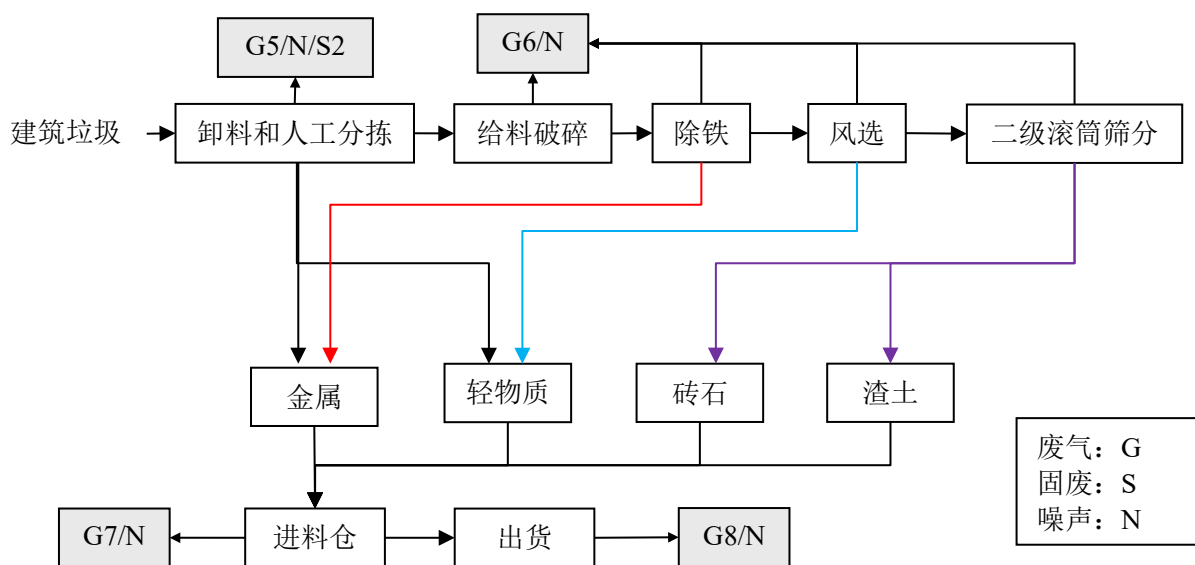 G5/N/S2
G6/N
建筑垃圾
卸料和人工分拣
给料破碎
除铁
风选
二级滚筒筛分
金属
轻物质
砖石
渣土
废气：G
固废：S
噪声：N
G7/N
进料仓
出货
G8/N